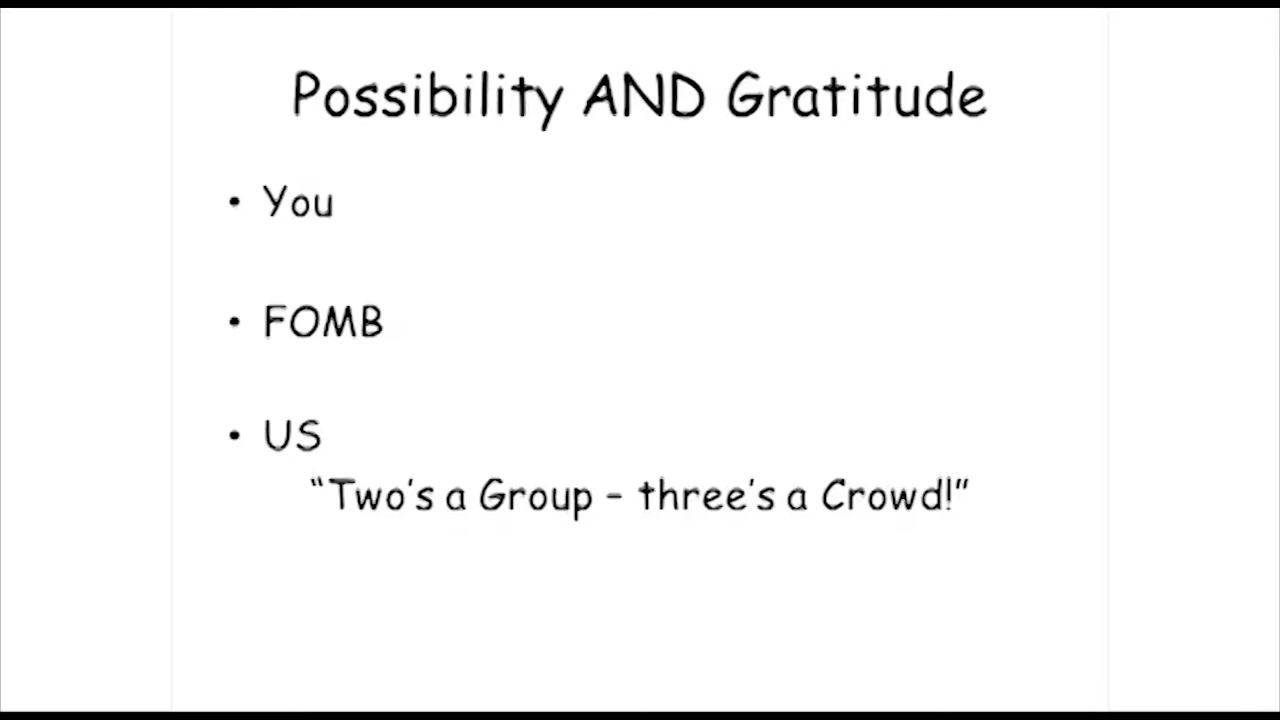 Possibility AND Gratitude
• You
• FOMB
• US
“Two’s a Group – three’s a Crowd!”